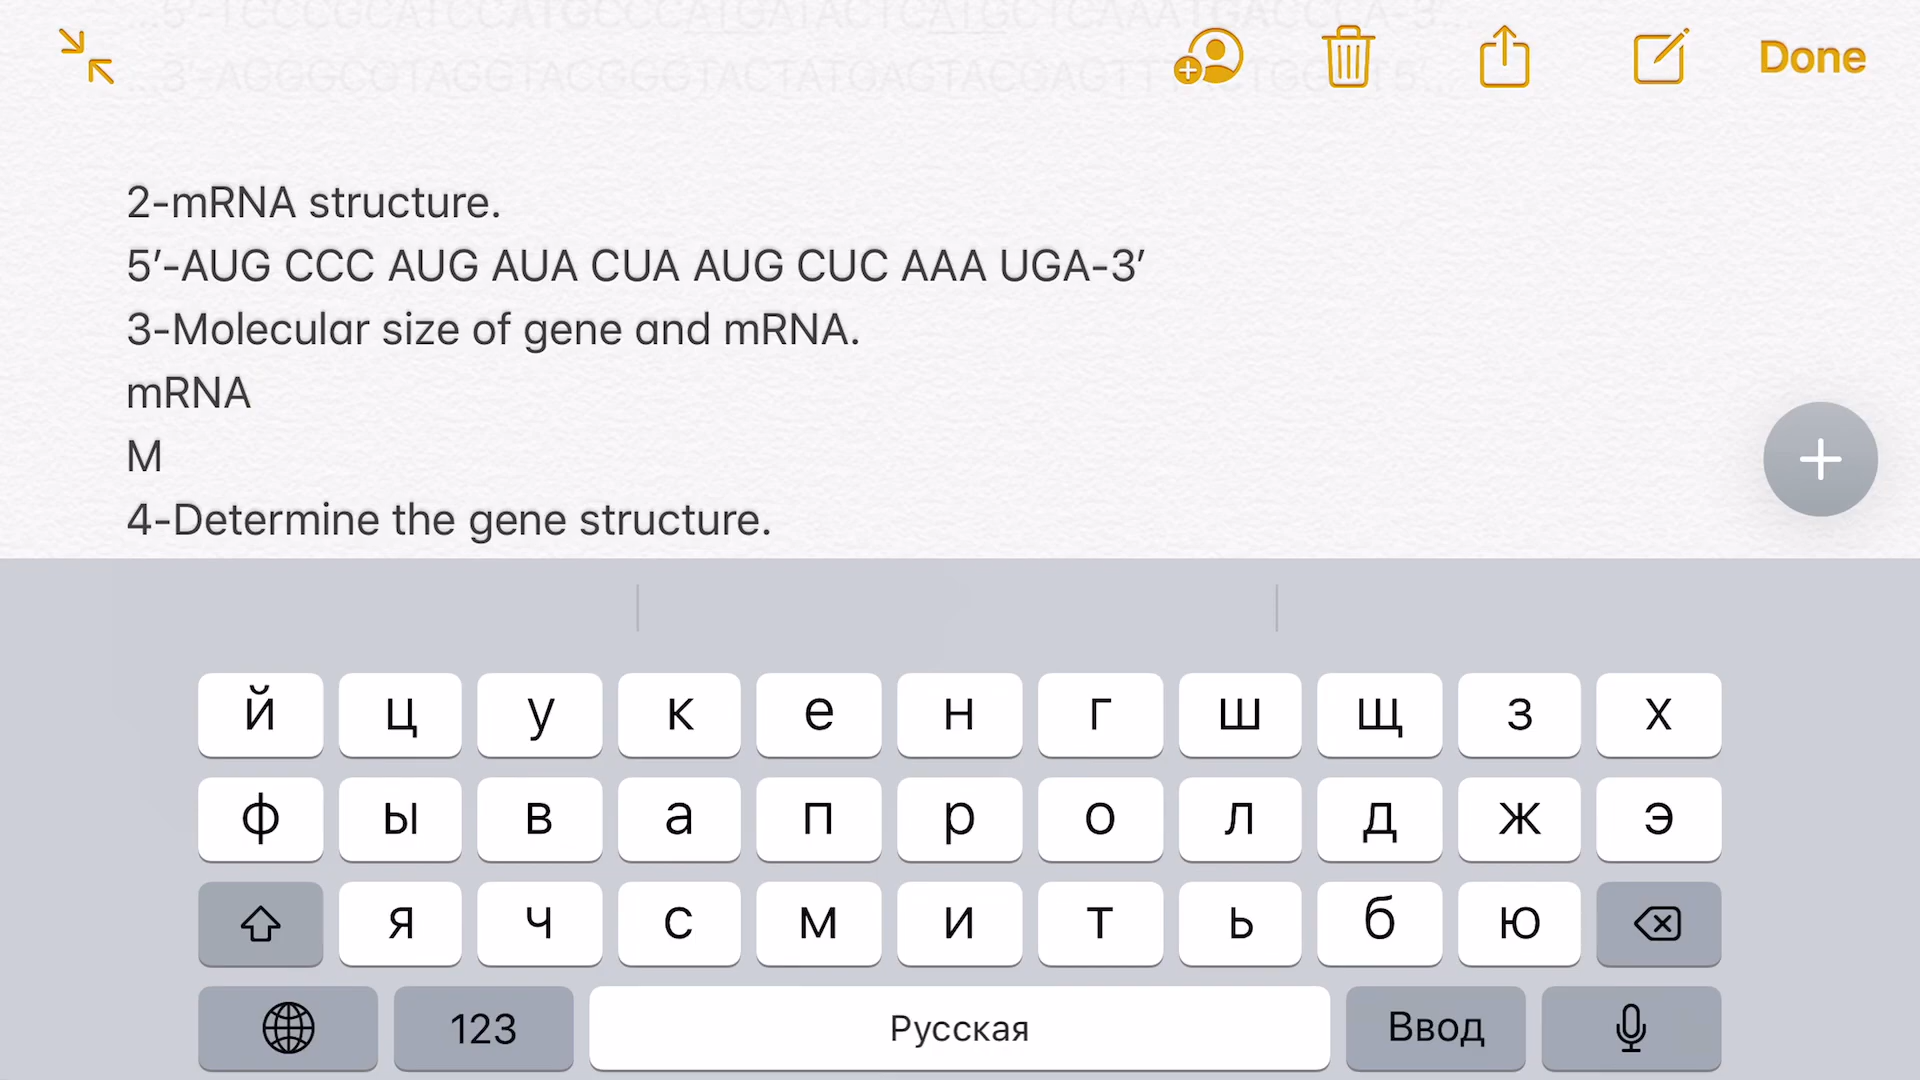 Done
2-mRNA structure.
5′-AUG CCC AUG AUA CUA AUG CUC AAA UGA-3′
3-Molecular size of gene and mRNA.
mRNA
M
4-Determine the gene structure.
й ц у к е н г ш щ з х
ф ы в а п р о л д ж э
я ч с м и т ь б ю
123 Русская Ввод